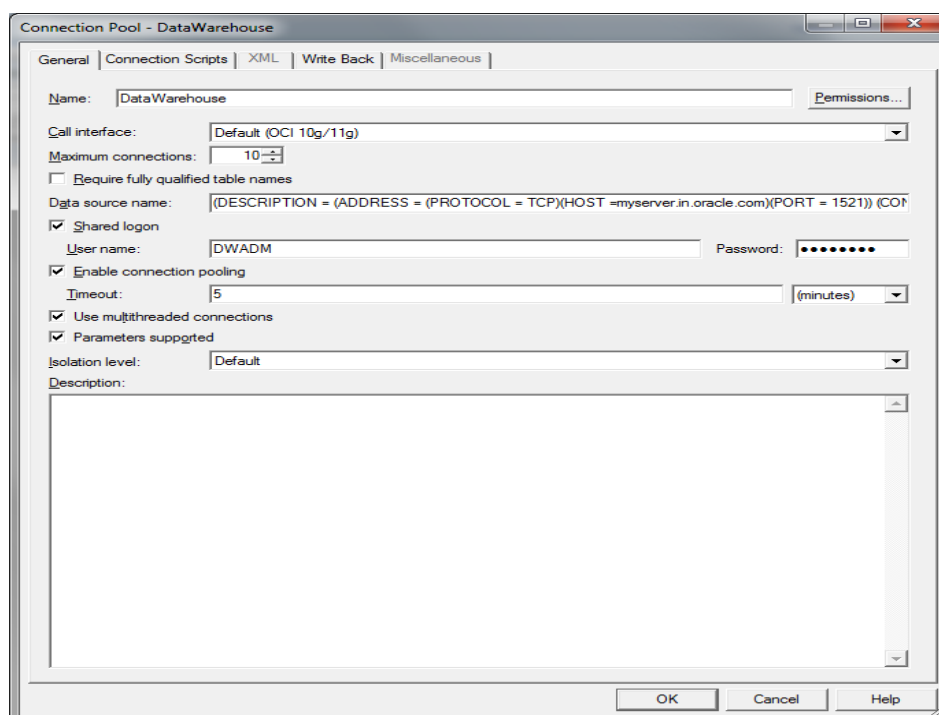 Connection Pool - DataWarehouse
General Connection Scripts XML Write Back Miscellaneous
Name: DataWarehouse Permissions...
Call interface: Default (OCI 10g/11g)
Maximum connections: 10
Require fully qualified table names
Data source name: (DESCRIPTION = (ADDRESS = (PROTOCOL = TCP)(HOST =myserver.in.oracle.com)(PORT = 1521)) (CON
Shared logon
User name: DWADM Password: ●●●●●●●●
Enable connection pooling
Timeout: 5 (minutes)
Use multithreaded connections
Parameters supported
Isolation level: Default
Description:
OK Cancel Help